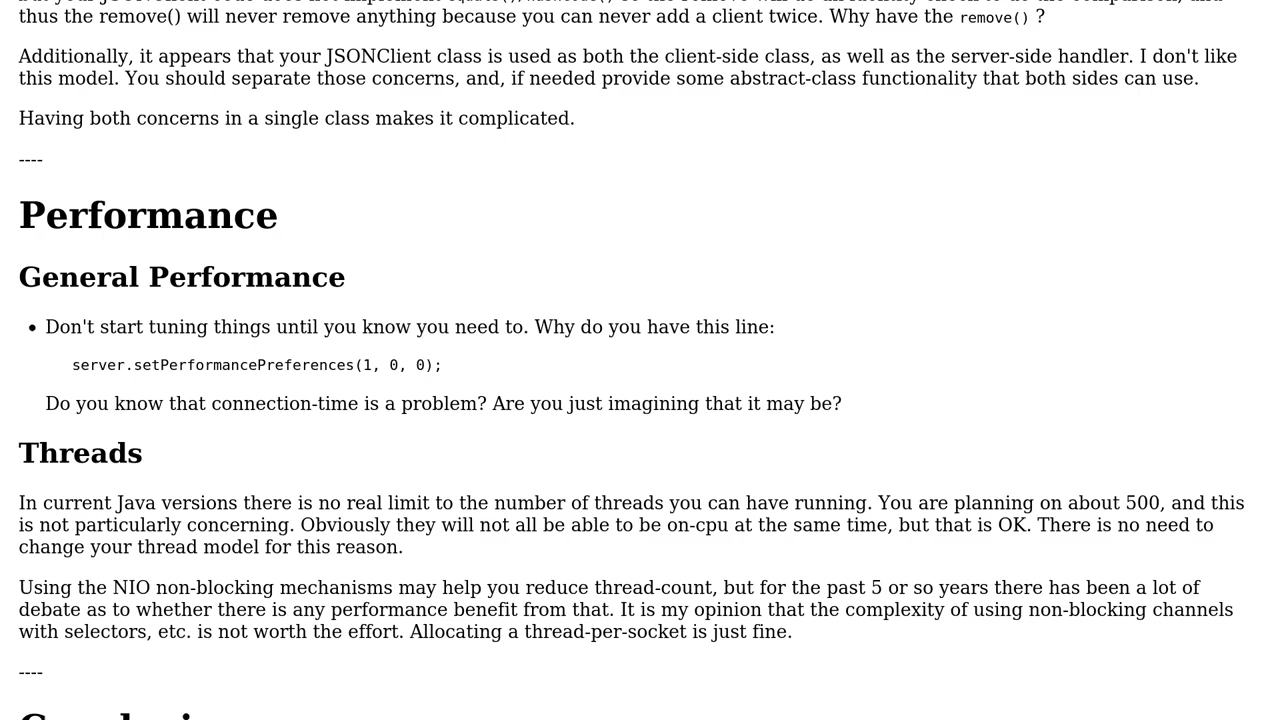 thus the remove() will never remove anything because you can never add a client twice. Why have the remove() ?
Additionally, it appears that your JSONClient class is used as both the client-side class, as well as the server-side handler. I don't like
this model. You should separate those concerns, and, if needed provide some abstract-class functionality that both sides can use.
Having both concerns in a single class makes it complicated.
----
Performance
General Performance
• Don't start tuning things until you know you need to. Why do you have this line:
server.setPerformancePreferences(1, 0, 0);
Do you know that connection-time is a problem? Are you just imagining that it may be?
Threads
In current Java versions there is no real limit to the number of threads you can have running. You are planning on about 500, and this
is not particularly concerning. Obviously they will not all be able to be on-cpu at the same time, but that is OK. There is no need to
change your thread model for this reason.
Using the NIO non-blocking mechanisms may help you reduce thread-count, but for the past 5 or so years there has been a lot of
debate as to whether there is any performance benefit from that. It is my opinion that the complexity of using non-blocking channels
with selectors, etc. is not worth the effort. Allocating a thread-per-socket is just fine.
----